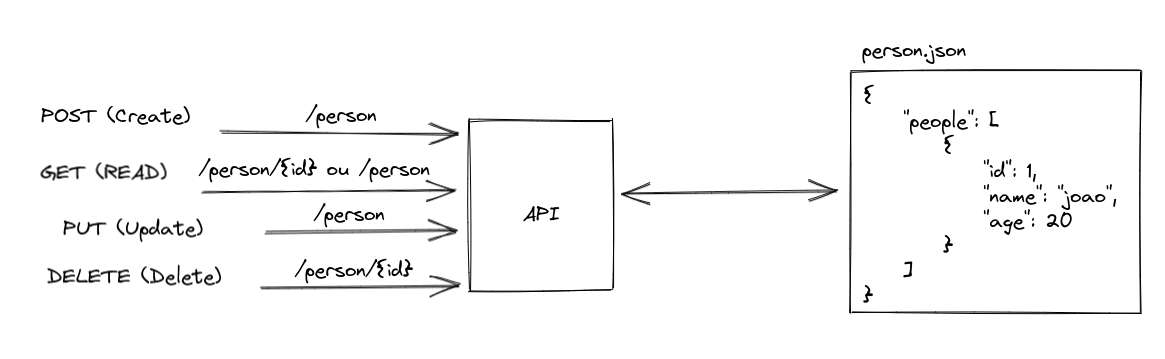 POST (Create)
/person
GET (READ)
/person/{id} ou /person
PUT (Update)
/person
DELETE (Delete)
/person/{id}
API
person.json
{
"people": [
{
"id": 1,
"name": "joao",
"age": 20
}
]
}